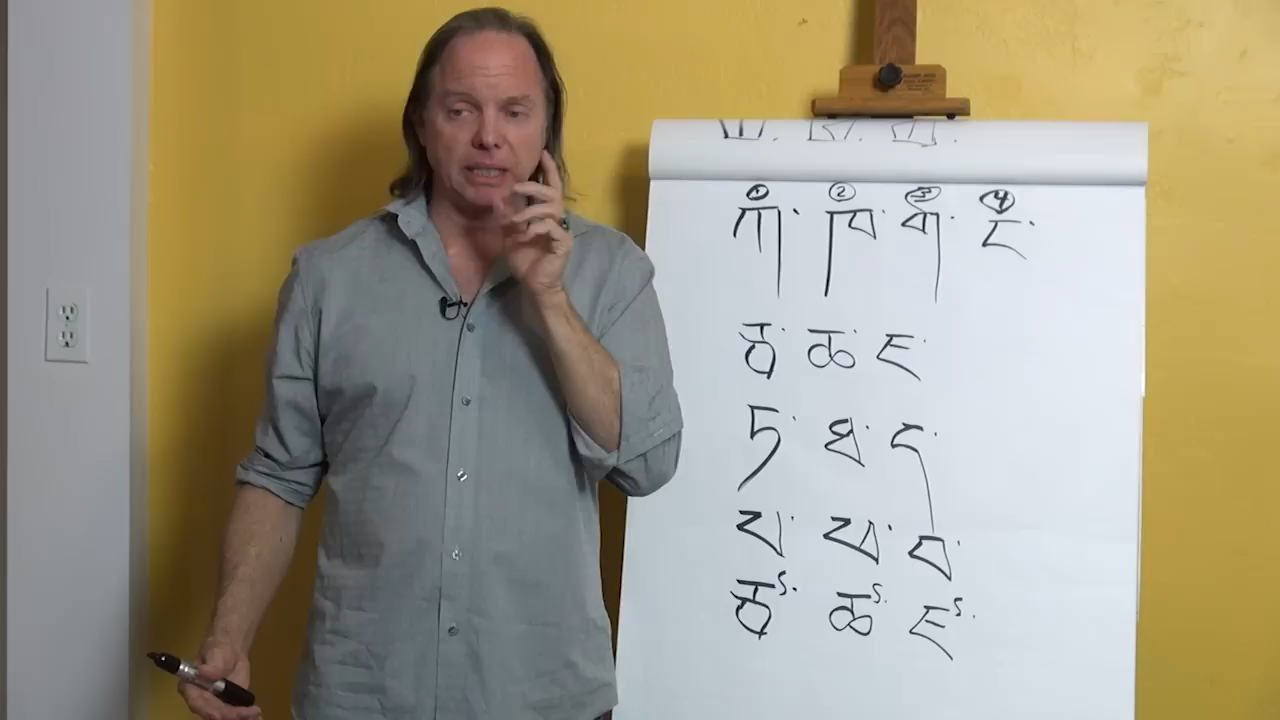 ① ② ③ ④
ཀ་ ཁ་ ག་ ང་
ཅ་ ཆ་ ཇ་
ཏ་ ཐ་ ད་
པ་ ཕ་ བ་
ཙ་ ཚ་ ཛ་